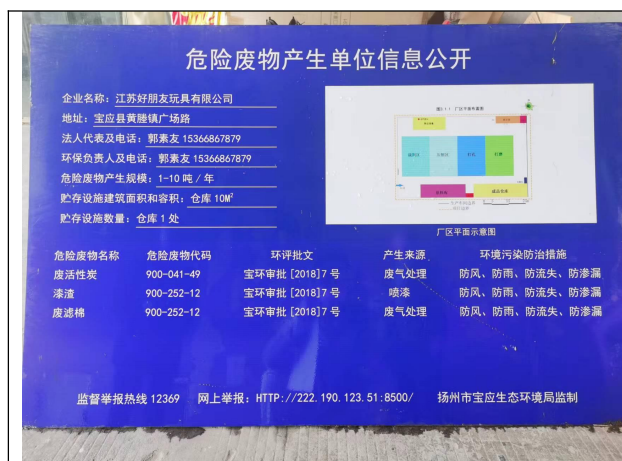 危险废物产生单位信息公开
企业名称：江苏好朋友玩具有限公司
地址：宝应县黄塍镇广场路
法人代表及电话：郭素友 15366867879
环保负责人及电话：郭素友 15366867879
危险废物产生规模：1-10 吨 / 年
贮存设施建筑面积和容积：仓库 10M²
贮存设施数量：仓库 1 处
厂区平面布置图
厂区平面示意图
危险废物名称 危险废物代码 环评批文 产生来源 环境污染防治措施
废活性炭 900-041-49 宝环审批 [2018]7 号 废气处理 防风、防雨、防流失、防渗漏
漆渣 900-252-12 宝环审批 [2018]7 号 喷漆 防风、防雨、防流失、防渗漏
废滤棉 900-252-12 宝环审批 [2018]7 号 废气处理 防风、防雨、防流失、防渗漏
监督举报热线 12369 网上举报：HTTP://222.190.123.51:8500/ 扬州市宝应生态环境局监制